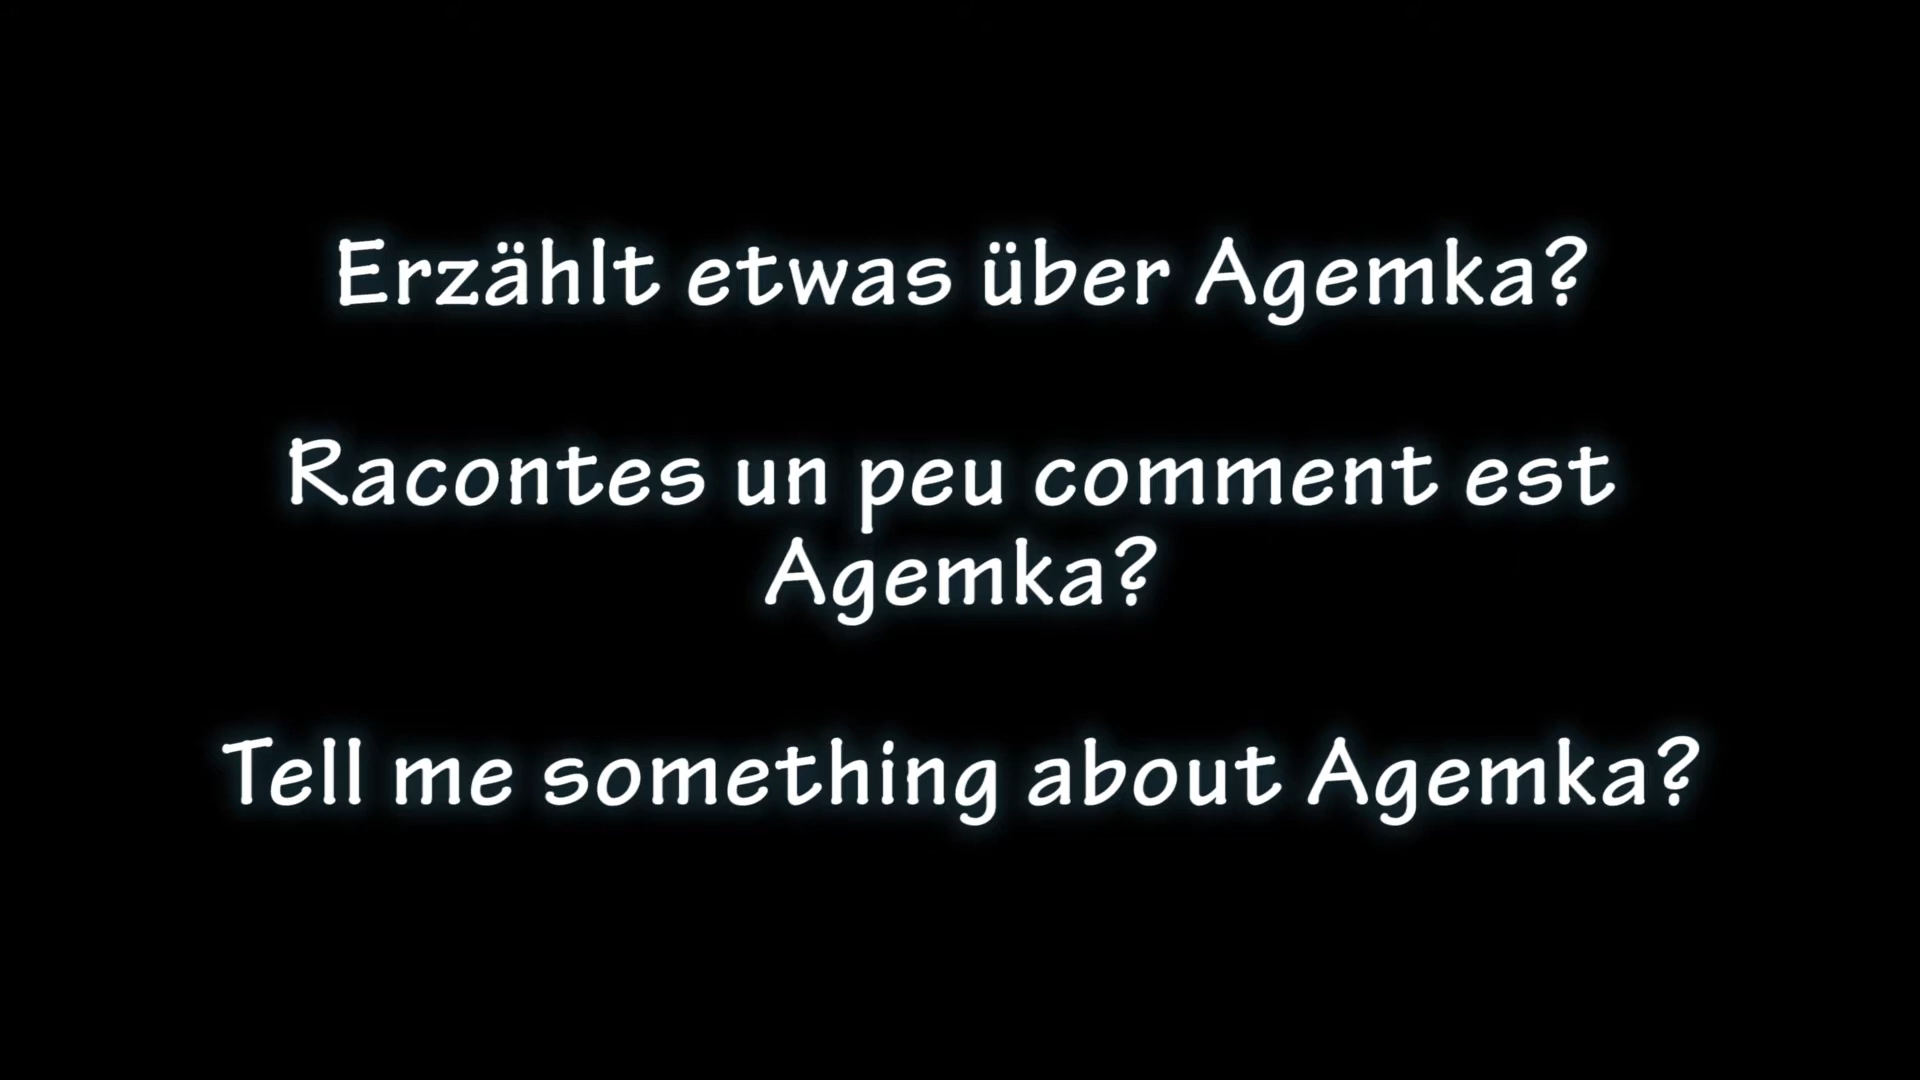 Erzählt etwas über Agemka?
Racontes un peu comment est
Agemka?
Tell me something about Agemka?